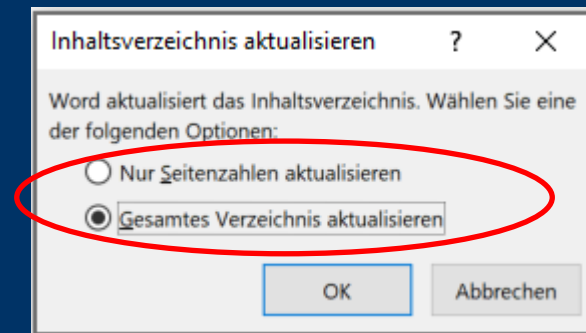 Inhaltsverzeichnis aktualisieren ?
Word aktualisiert das Inhaltsverzeichnis. Wählen Sie eine
der folgenden Optionen:
Nur Seitenzahlen aktualisieren
Gesamtes Verzeichnis aktualisieren
OK Abbrechen